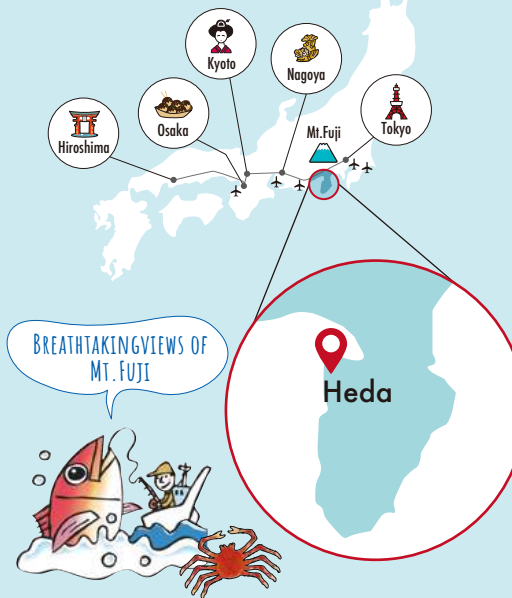 Kyoto
Nagoya
Osaka
Tokyo
Hiroshima
Mt.Fuji
Heda
BREATHTAKINGVIEWS OF
MT.FUJI